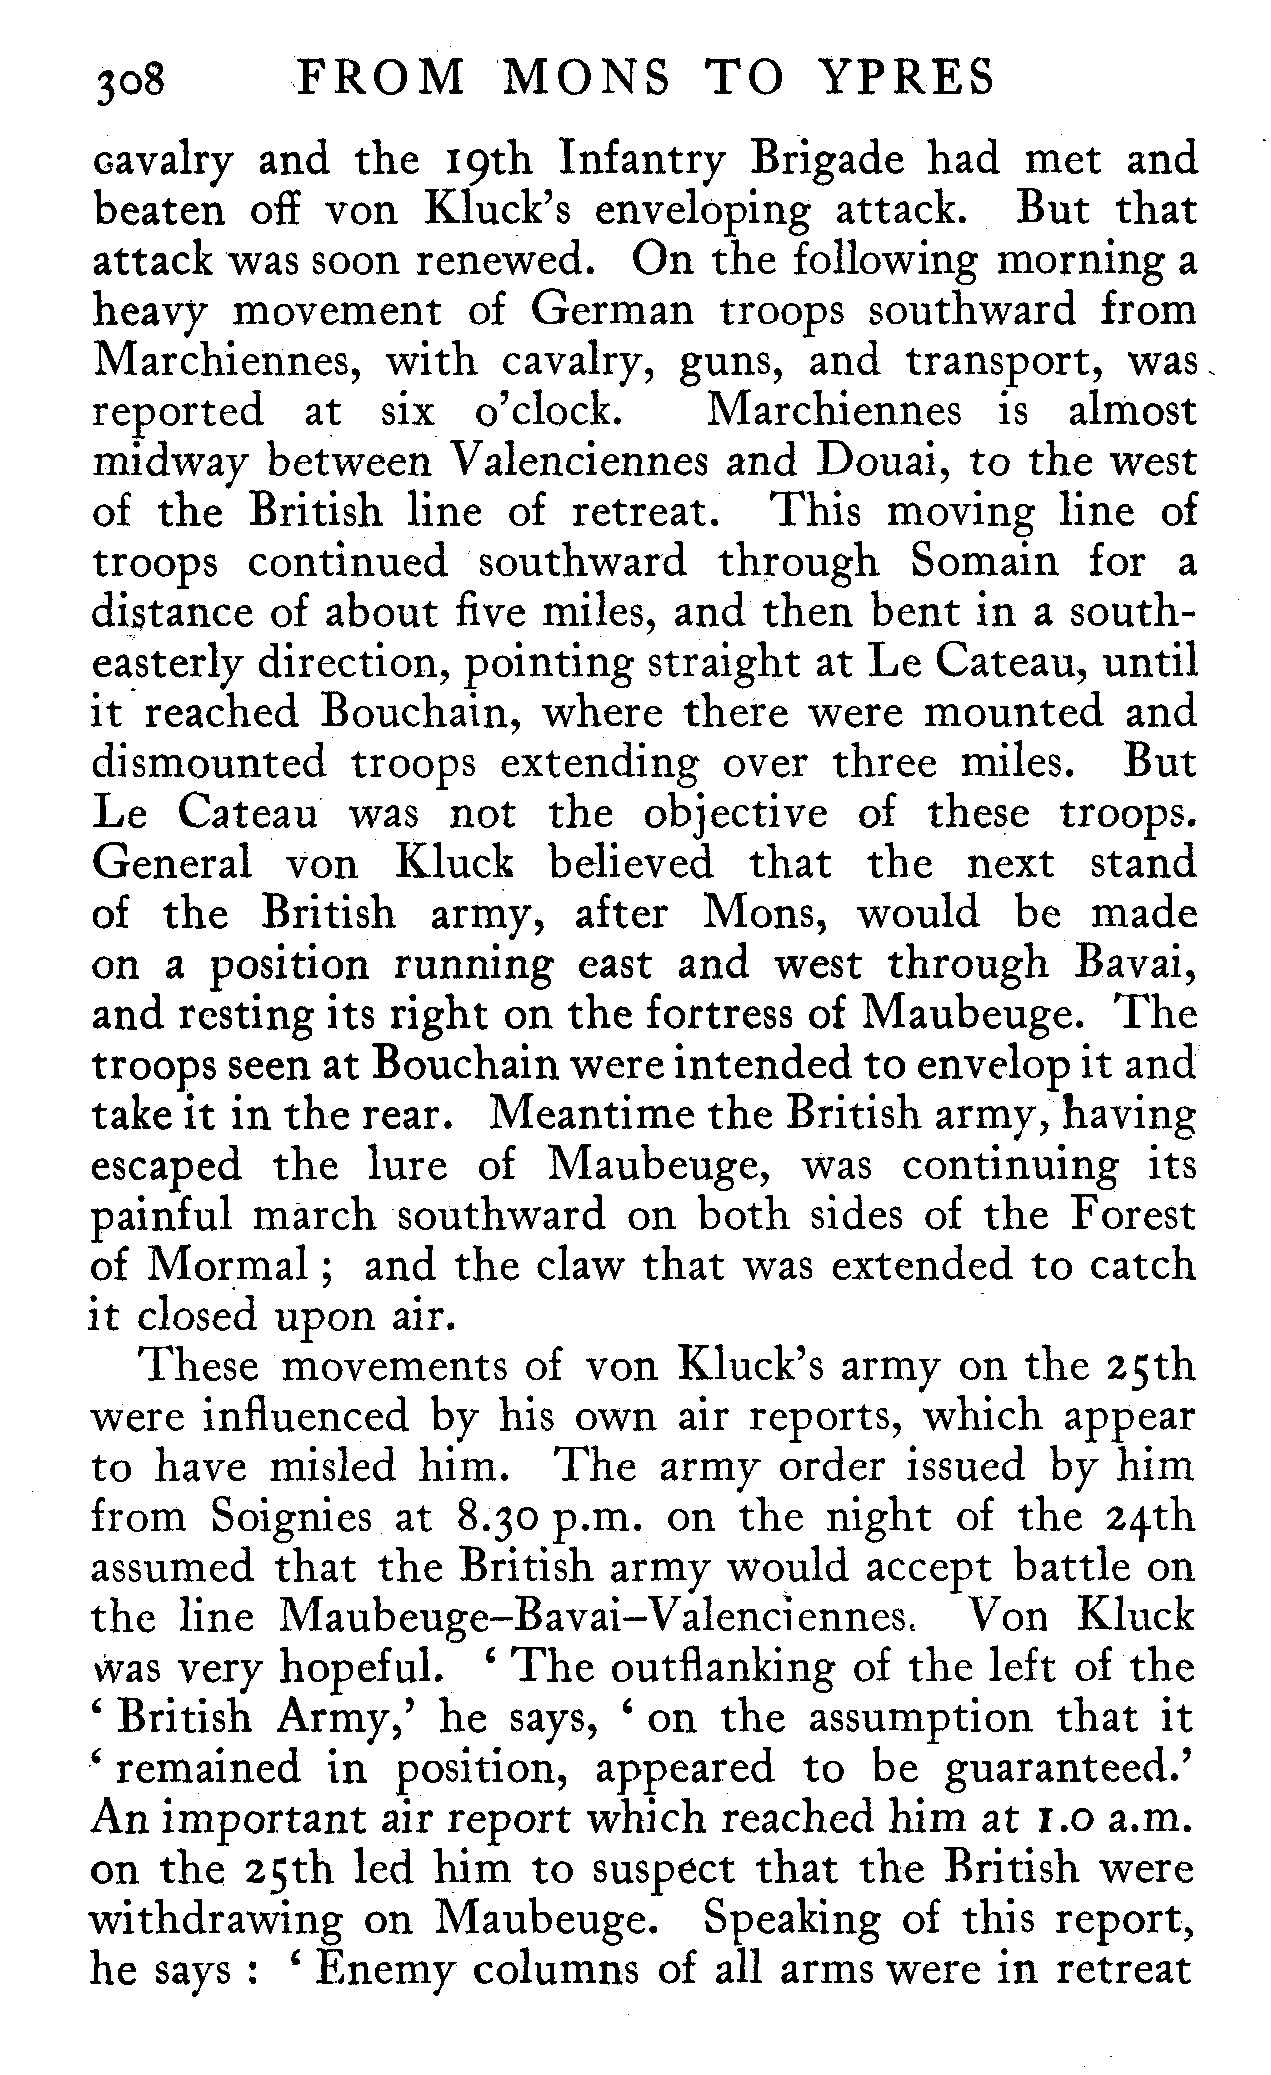 308 FROM MONS TO YPRES
cavalry and the 19th Infantry Brigade had met and
beaten off von Kluck's enveloping attack. But that
attack was soon renewed. On the following morning a
heavy movement of German troops southward from
Marchiennes, with cavalry, guns, and transport, was
reported at six o'clock. Marchiennes is almost
midway between Valenciennes and Douai, to the west
of the British line of retreat. This moving line of
troops continued southward through Somain for a
distance of about five miles, and then bent in a south-
easterly direction, pointing straight at Le Cateau, until
it reached Bouchain, where there were mounted and
dismounted troops extending over three miles. But
Le Cateau was not the objective of these troops.
General von Kluck believed that the next stand
of the British army, after Mons, would be made
on a position running east and west through Bavai,
and resting its right on the fortress of Maubeuge. The
troops seen at Bouchain were intended to envelop it and
take it in the rear. Meantime the British army, having
escaped the lure of Maubeuge, was continuing its
painful march southward on both sides of the Forest
of Mormal ; and the claw that was extended to catch
it closed upon air.
These movements of von Kluck's army on the 25th
were influenced by his own air reports, which appear
to have misled him. The army order issued by him
from Soignies at 8.30 p.m. on the night of the 24th
assumed that the British army would accept battle on
the line Maubeuge–Bavai–Valenciennes. Von Kluck
was very hopeful. ‘ The outflanking of the left of the
‘ British Army,’ he says, ‘ on the assumption that it
‘ remained in position, appeared to be guaranteed.’
An important air report which reached him at 1.0 a.m.
on the 25th led him to suspect that the British were
withdrawing on Maubeuge. Speaking of this report,
he says : ‘ Enemy columns of all arms were in retreat